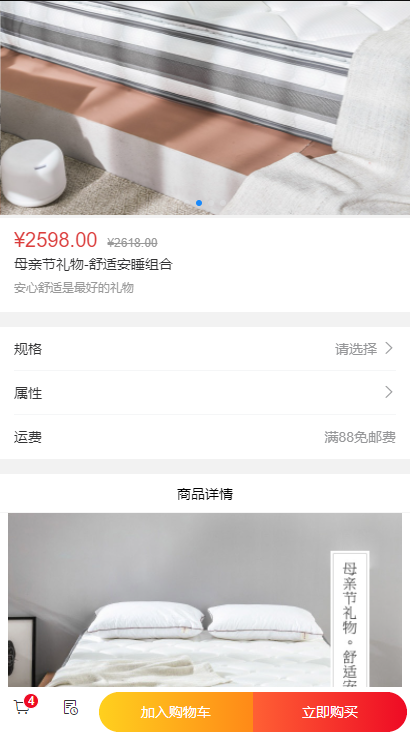 ¥2598.00 ¥2618.00
母亲节礼物-舒适安睡组合
安心舒适是最好的礼物
规格 请选择
属性
运费 满88免邮费
商品详情
母亲节礼物·舒适安
4
加入购物车 立即购买